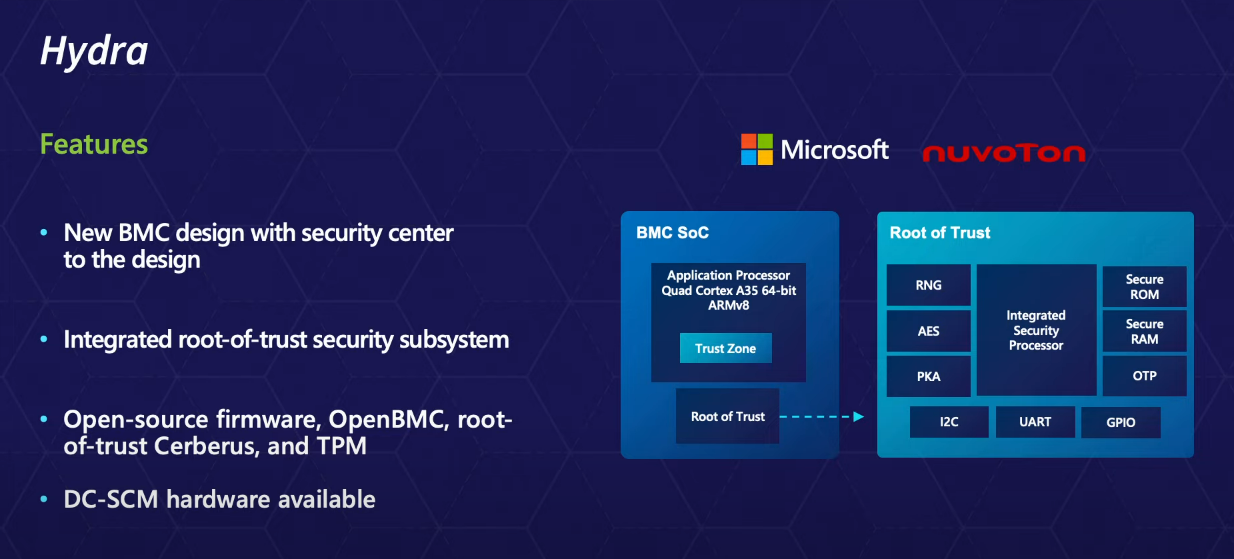 Hydra
Features
• New BMC design with security center
to the design
• Integrated root-of-trust security subsystem
• Open-source firmware, OpenBMC, root-
of-trust Cerberus, and TPM
• DC-SCM hardware available
Microsoft
nuvoTon
BMC SoC
Application Processor
Quad Cortex A35 64-bit
ARMv8
Trust Zone
Root of Trust
Root of Trust
RNG
AES
PKA
Integrated
Security
Processor
Secure
ROM
Secure
RAM
OTP
I2C
UART
GPIO